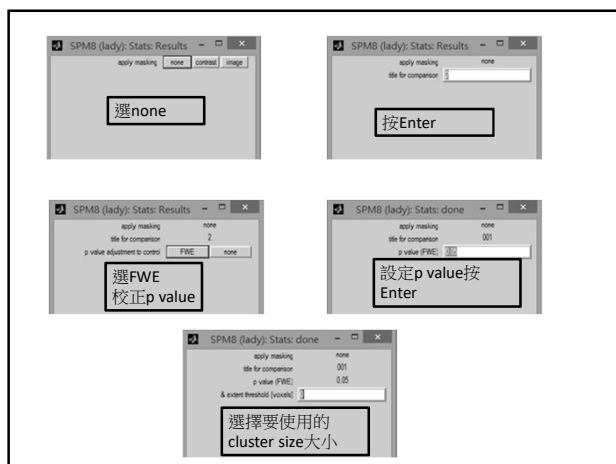 SPM8 (lady): Stats: Results
apply masking none contrast image
選none
SPM8 (lady): Stats: Results
apply masking none
title for comparison
按Enter
SPM8 (lady): Stats: Results
apply masking none
title for comparison 2
p value adjustment to control FWE none
選FWE
校正p value
SPM8 (lady): Stats: done
apply masking none
title for comparison 001
p value (FWE) 0.05
設定p value按
Enter
SPM8 (lady): Stats: done
apply masking none
title for comparison 001
p value (FWE) 0.05
& extent threshold {voxels}
選擇要使用的
cluster size大小